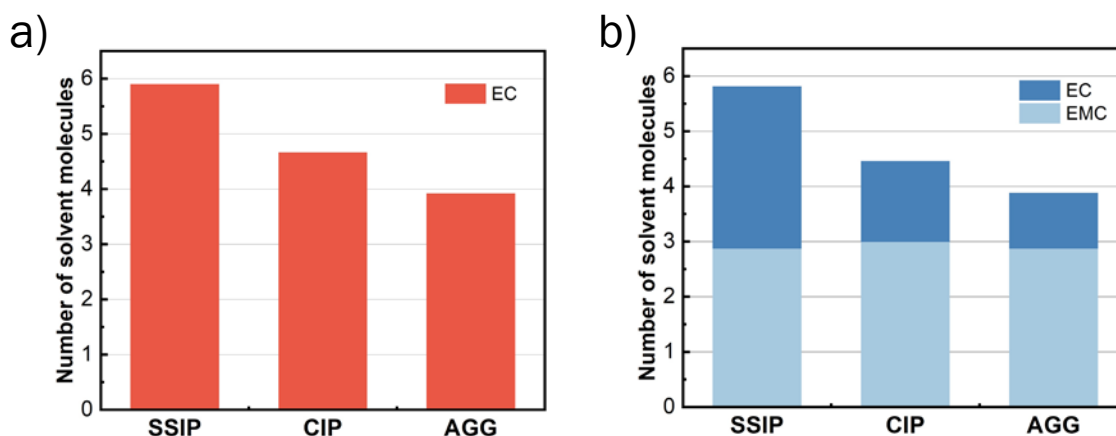 a)
Number of solvent molecules
6
5
4
3
2
1
0
EC
SSIP
CIP
AGG
b)
Number of solvent molecules
6
5
4
3
2
1
0
EC
EMC
SSIP
CIP
AGG